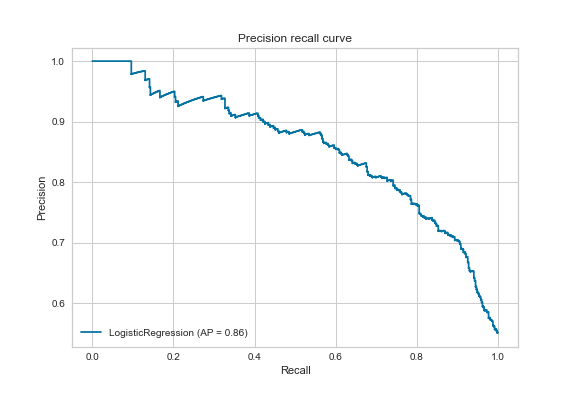 Precision recall curve
1.0
0.9
0.8
0.7
0.6
Precision
LogisticRegression (AP = 0.86)
0.0 0.2 0.4 0.6 0.8 1.0
Recall